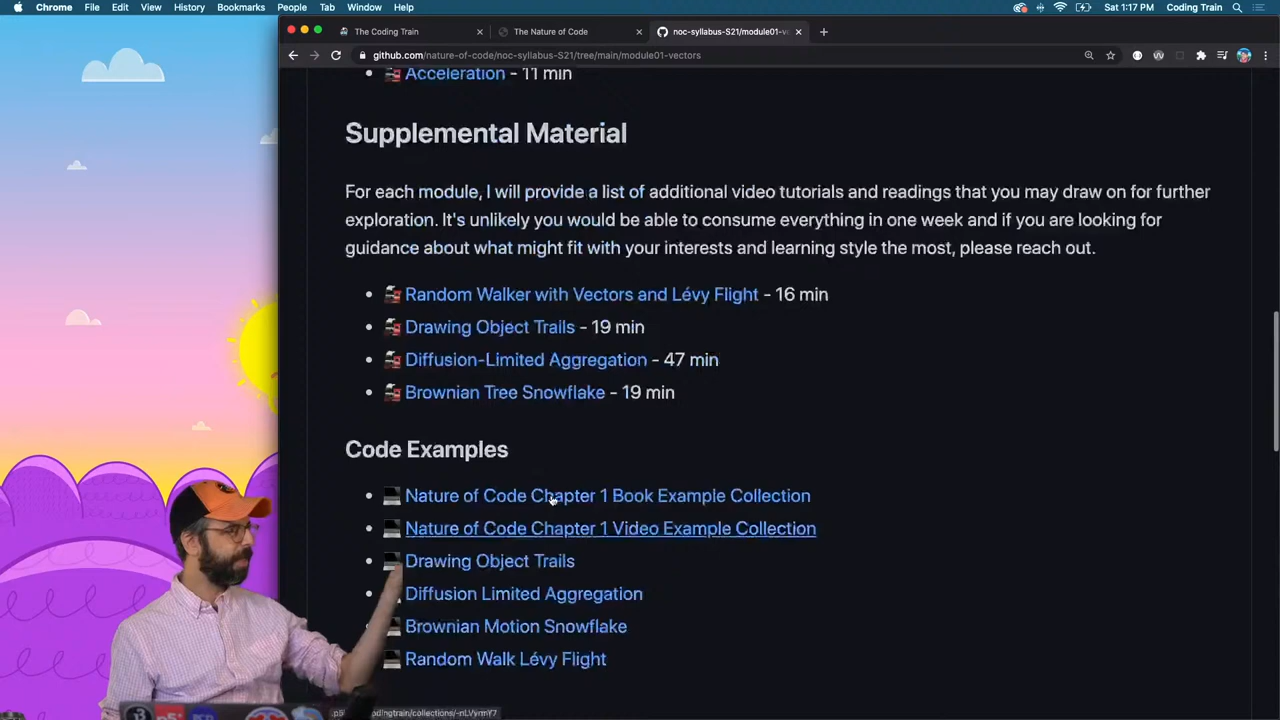 Chrome File Edit View History Bookmarks People Tab Window Help Sat 1:17 PM Coding Train
The Coding Train The Nature of Code noc-syllabus-S21/module01-ve
github.com/nature-of-code/noc-syllabus-S21/tree/main/module01-vectors
Acceleration - 11 min
Supplemental Material
For each module, I will provide a list of additional video tutorials and readings that you may draw on for further
exploration. It's unlikely you would be able to consume everything in one week and if you are looking for
guidance about what might fit with your interests and learning style the most, please reach out.
Random Walker with Vectors and Lévy Flight - 16 min
Drawing Object Trails - 19 min
Diffusion-Limited Aggregation - 47 min
Brownian Tree Snowflake - 19 min
Code Examples
Nature of Code Chapter 1 Book Example Collection
Nature of Code Chapter 1 Video Example Collection
Drawing Object Trails
Diffusion Limited Aggregation
Brownian Motion Snowflake
Random Walk Lévy Flight